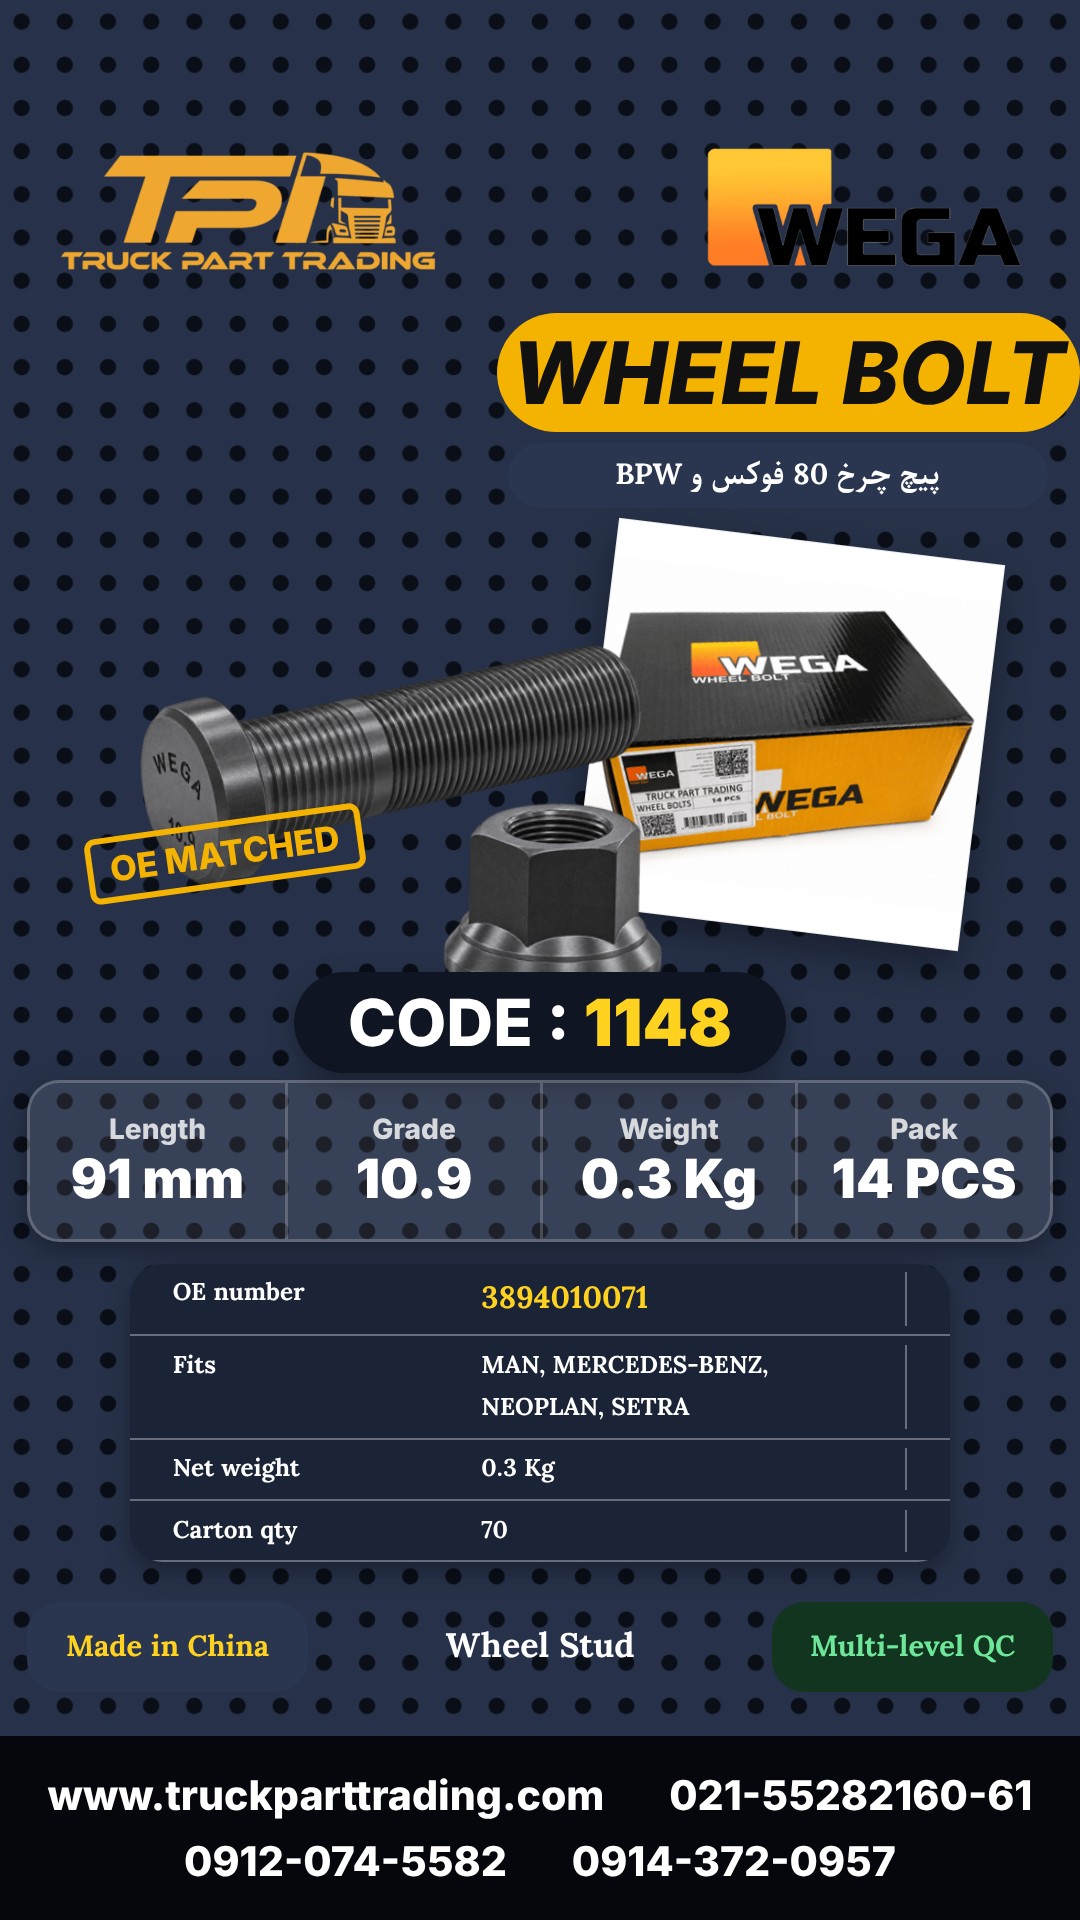 TPT
TRUCK PART TRADING
WEGA
WHEEL BOLT
پیچ چرخ 80 فوکس و BPW
WEGA
WHEEL BOLT
WEGA
TRUCK PART TRADING
WHEEL BOLTS 14 PCS
WEGA
WEGA
10.9
OE MATCHED
CODE : 1148
Length Grade Weight Pack
91 mm 10.9 0.3 Kg 14 PCS
OE number 3894010071
Fits MAN, MERCEDES-BENZ,
NEOPLAN, SETRA
Net weight 0.3 Kg
Carton qty 70
Made in China Wheel Stud Multi-level QC
www.truckparttrading.com 021-55282160-61
0912-074-5582 0914-372-0957